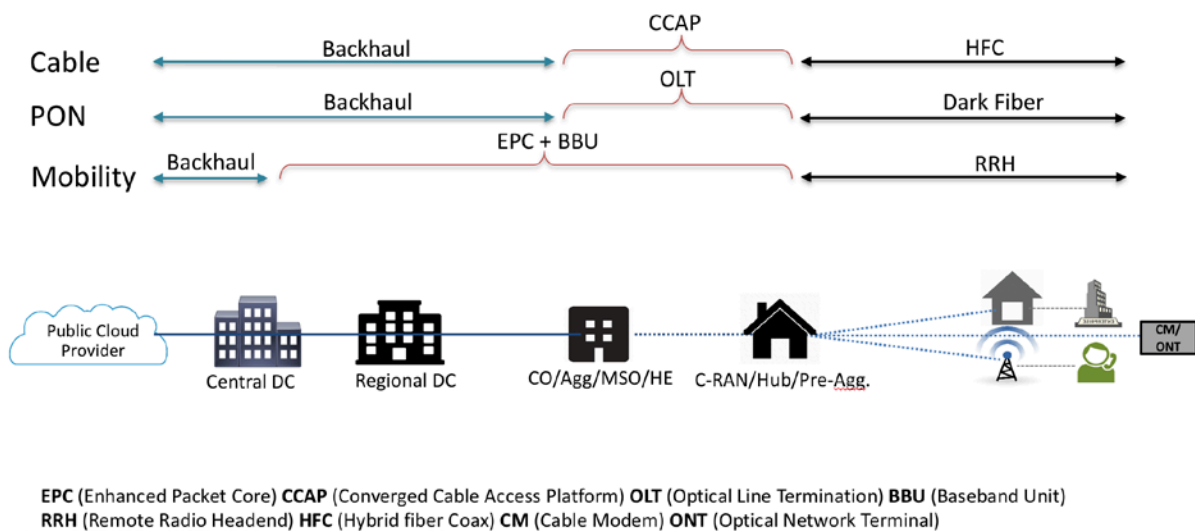 CCAP
Cable Backhaul HFC
OLT
PON Backhaul Dark Fiber
EPC + BBU
Mobility Backhaul RRH
Public Cloud
Provider
Central DC
Regional DC
CO/Agg/MSO/HE
C-RAN/Hub/Pre-Agg.
CM/
ONT
EPC (Enhanced Packet Core) CCAP (Converged Cable Access Platform) OLT (Optical Line Termination) BBU (Baseband Unit)
RRH (Remote Radio Headend) HFC (Hybrid fiber Coax) CM (Cable Modem) ONT (Optical Network Terminal)